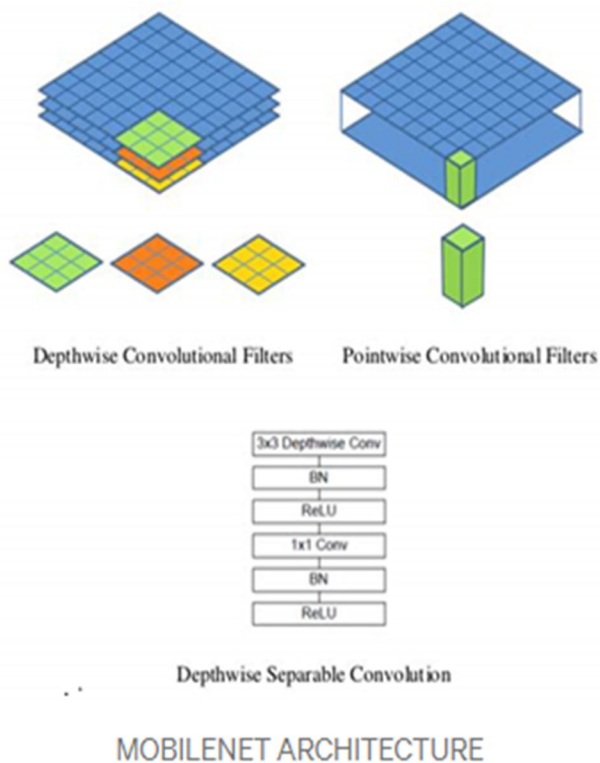 Depthwise Convolutional Filters
Pointwise Convolutional Filters
3x3 Depthwise Conv
BN
ReLU
1x1 Conv
BN
ReLU
Depthwise Separable Convolution
MOBILENET ARCHITECTURE